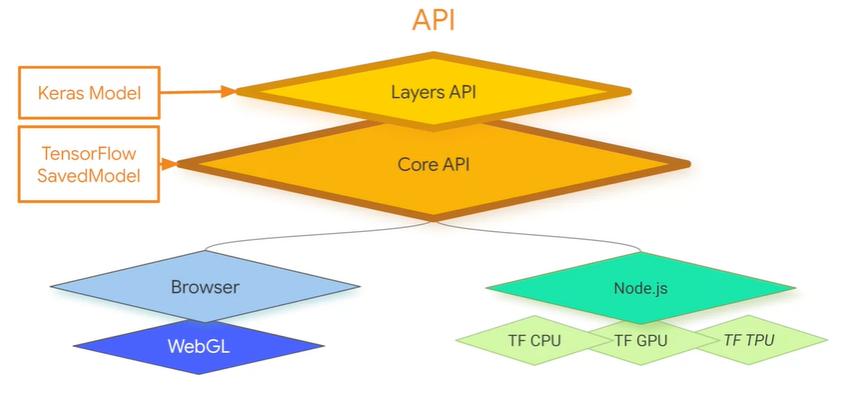 API
Keras Model
Layers API
TensorFlow
SavedModel
Core API
Browser
Node.js
WebGL
TF CPU
TF GPU
TF TPU